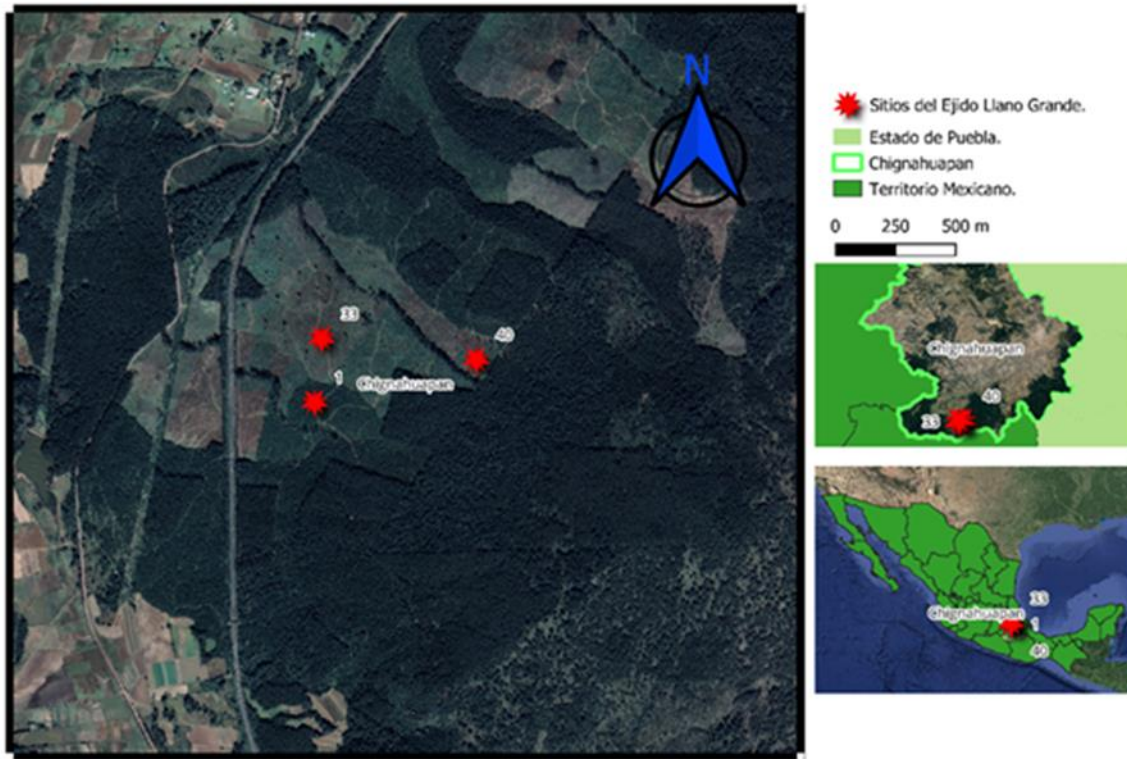 N
33
40
1
Chignahuapan
Sitios del Ejido Llano Grande.
Estado de Puebla.
Chignahuapan
Territorio Mexicano.
0 250 500 m
Chignahuapan
40
33
33
Chignahuapan
1
40